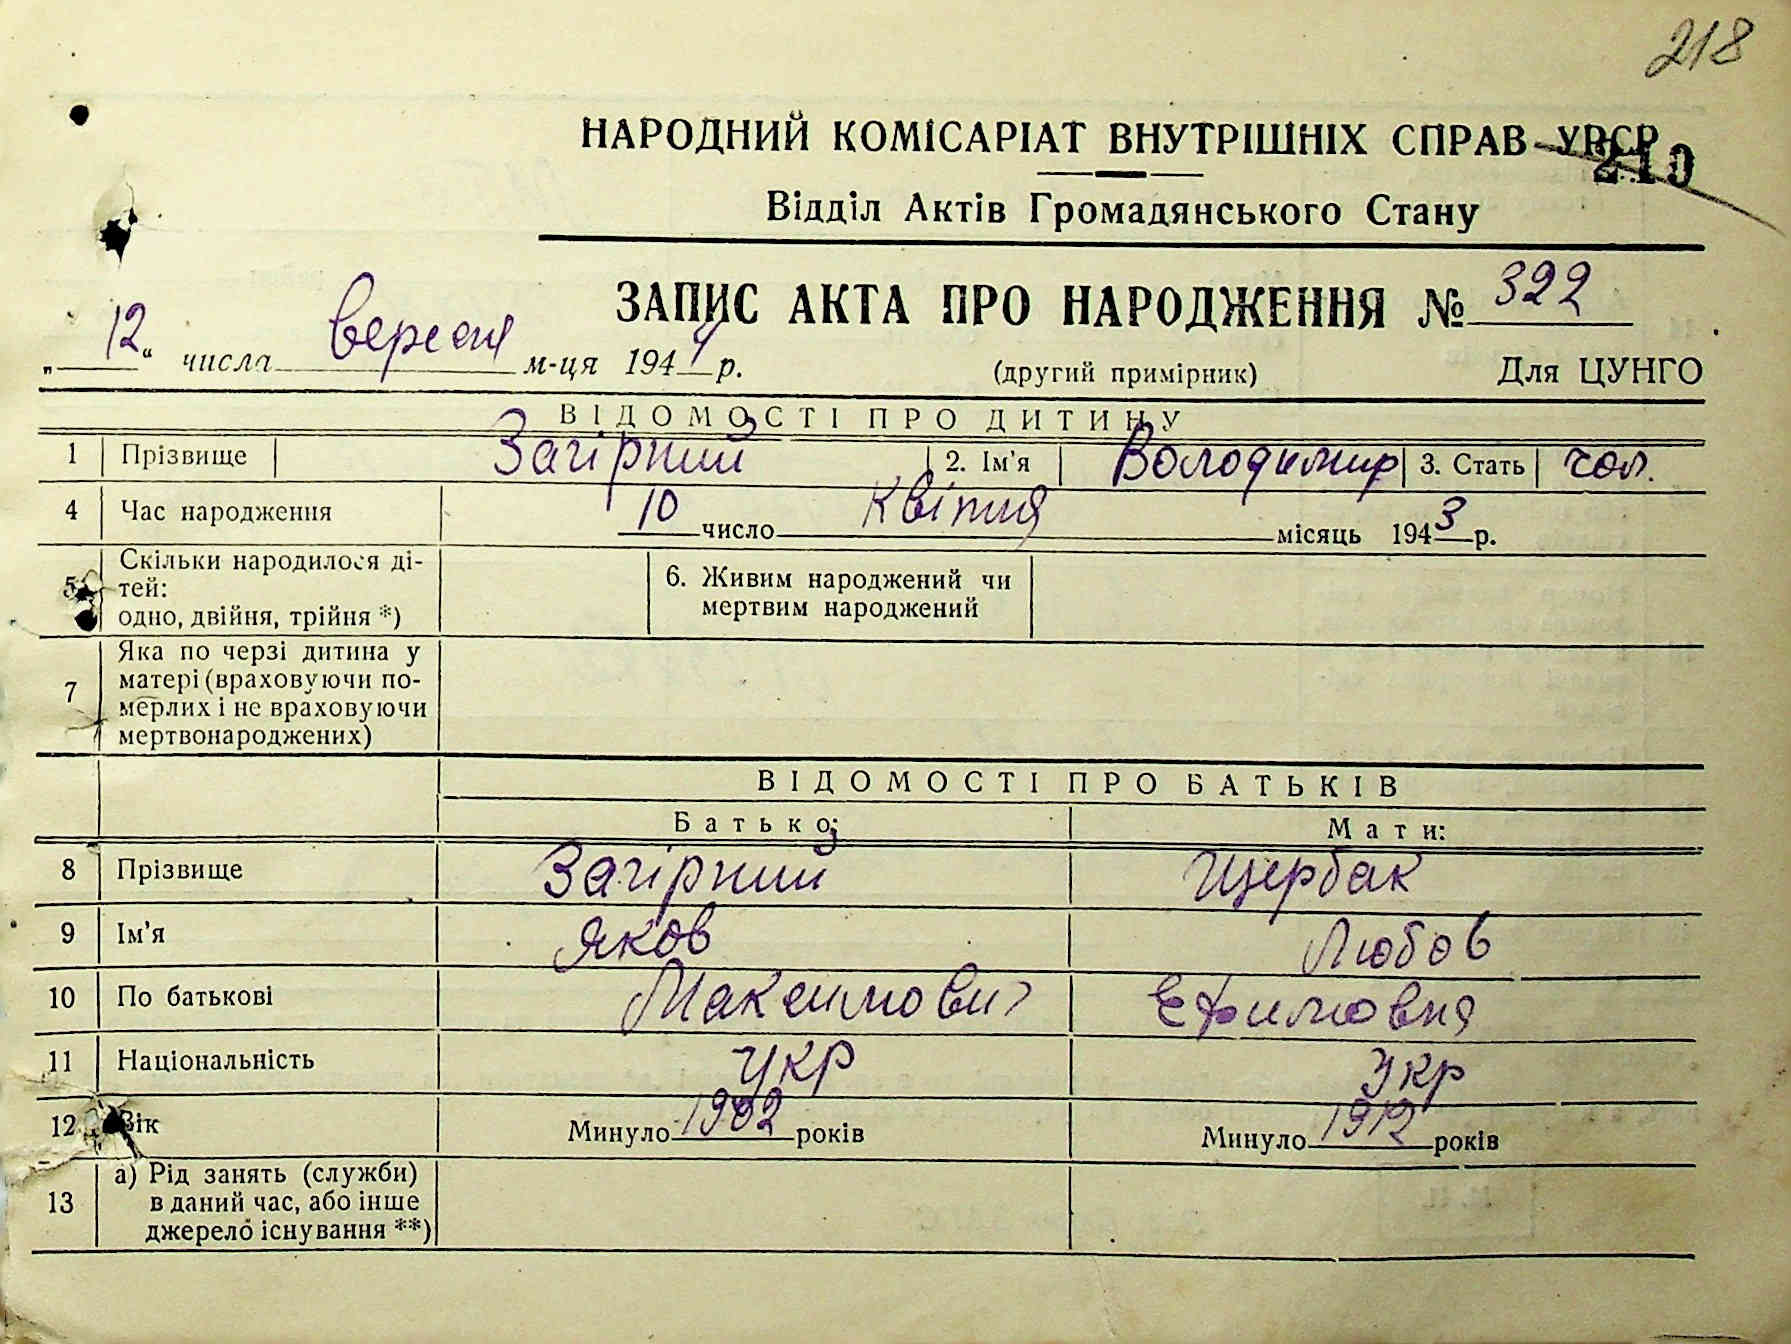 218
НАРОДНИЙ КОМІСАРІАТ ВНУТРІШНІХ СПРАВ УРСР
210
Відділ Актів Громадянського Стану
ЗАПИС АКТА ПРО НАРОДЖЕННЯ № 322
„12“ числа вересня м-ця 1944 р. (другий примірник) Для ЦУНГО
ВІДОМОСТІ ПРО ДИТИНУ
1 Прізвище Загірний 2. Ім'я Володимир 3. Стать чол.
4 Час народження 10 число квітня місяць 1943 р.
5 Скільки народилося ді-
тей:
одно, двійня, трійня *)
6. Живим народжений чи
мертвим народжений
7 Яка по черзі дитина у
матері (враховуючи по-
мерлих і не враховуючи
мертвонароджених)
ВІДОМОСТІ ПРО БАТЬКІВ
Батько: Мати:
8 Прізвище Загірний Щербак
9 Ім'я Яков Любов
10 По батькові Максимович Ефимовна
11 Національність Укр Укр
12 Вік Минуло 1902 років Минуло 1912 років
13 а) Рід занять (служби)
в даний час, або інше
джерело існування **)